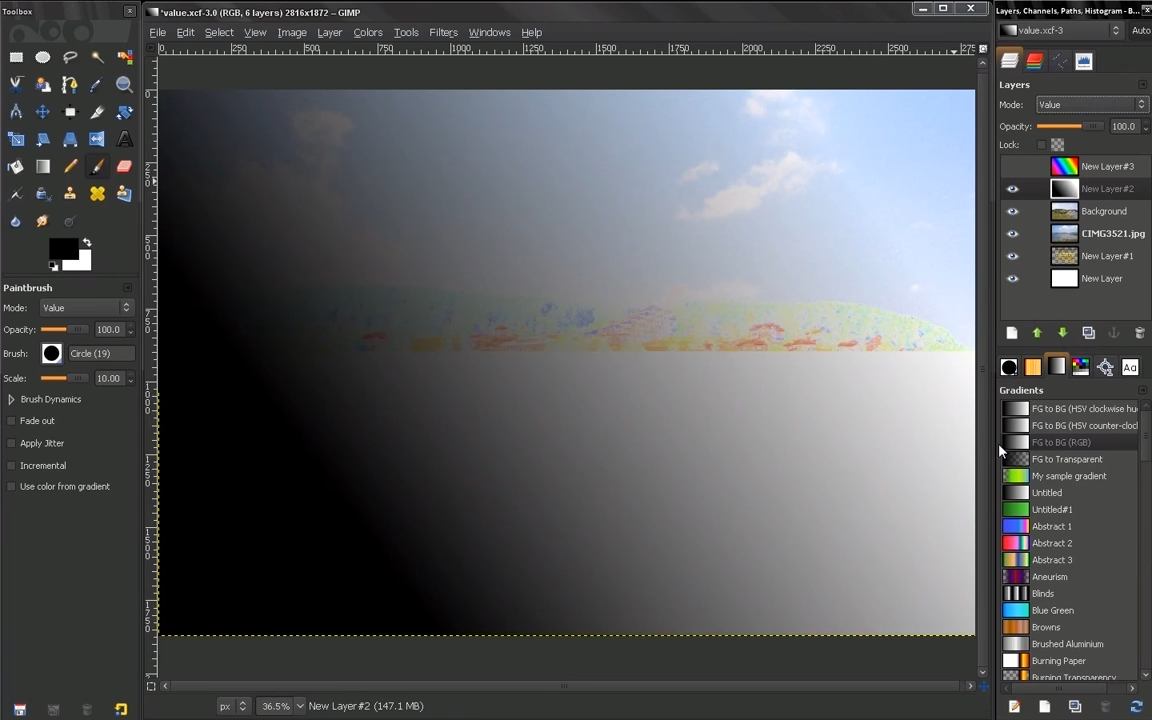 Toolbox
*value.xcf-3.0 (RGB, 6 layers) 2816x1872 – GIMP
Layers, Channels, Paths, Histogram - B...
File Edit Select View Image Layer Colors Tools Filters Windows Help
value.xcf-3 Auto
0 250 500 750 1000 1250 1500 1750 2000 2250 2500 275
Layers
Mode: Value
Opacity: 100.0
Lock:
New Layer#3
New Layer#2
Background
CIMG3521.jpg
New Layer#1
New Layer
Paintbrush
Mode: Value
Opacity: 100.0
Brush: Circle (19)
Scale: 10.00
Brush Dynamics
Fade out
Apply Jitter
Incremental
Use color from gradient
Aa
Gradients
FG to BG (HSV clockwise hu
FG to BG (HSV counter-clock
FG to BG (RGB)
FG to Transparent
My sample gradient
Untitled
Untitled#1
Abstract 1
Abstract 2
Abstract 3
Aneurism
Blinds
Blue Green
Browns
Brushed Aluminium
Burning Paper
Burning Transparency
px 36.5% New Layer#2 (147.1 MB)